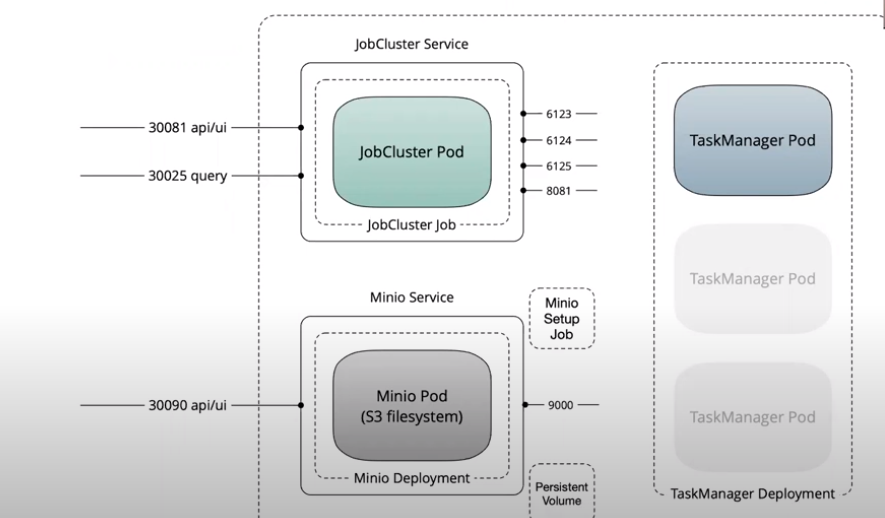 JobCluster Service
30081 api/ui
30025 query
JobCluster Pod
JobCluster Job
6123
6124
6125
8081
TaskManager Pod
TaskManager Pod
TaskManager Pod
TaskManager Deployment
Minio Service
Minio
Setup
Job
30090 api/ui
Minio Pod
(S3 filesystem)
Minio Deployment
9000
Persistent
Volume